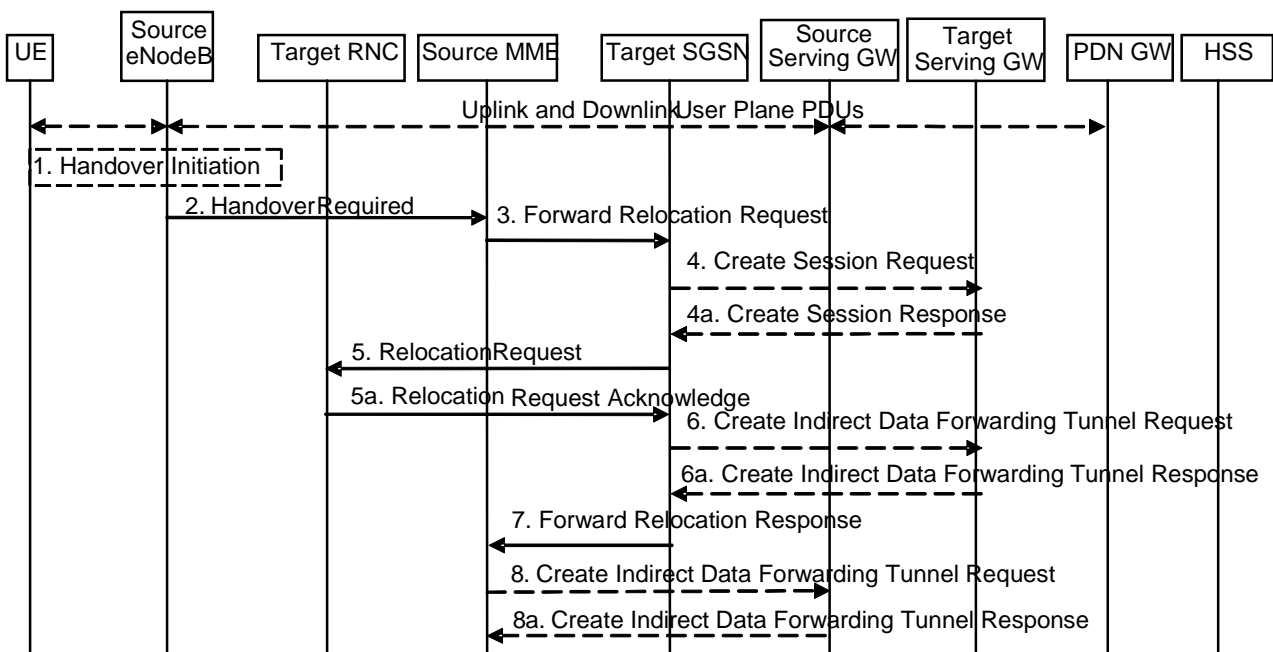 UE
Source
eNodeB
Target RNC
Source MME
Target SGSN
Source
Serving GW
Target
Serving GW
PDN GW
HSS
Uplink and Downlink User Plane PDUs
1. Handover Initiation
2. Handover Required
3. Forward Relocation Request
4. Create Session Request
4a. Create Session Response
5. Relocation Request
5a. Relocation Request Acknowledge
6. Create Indirect Data Forwarding Tunnel Request
6a. Create Indirect Data Forwarding Tunnel Response
7. Forward Relocation Response
8. Create Indirect Data Forwarding Tunnel Request
8a. Create Indirect Data Forwarding Tunnel Response